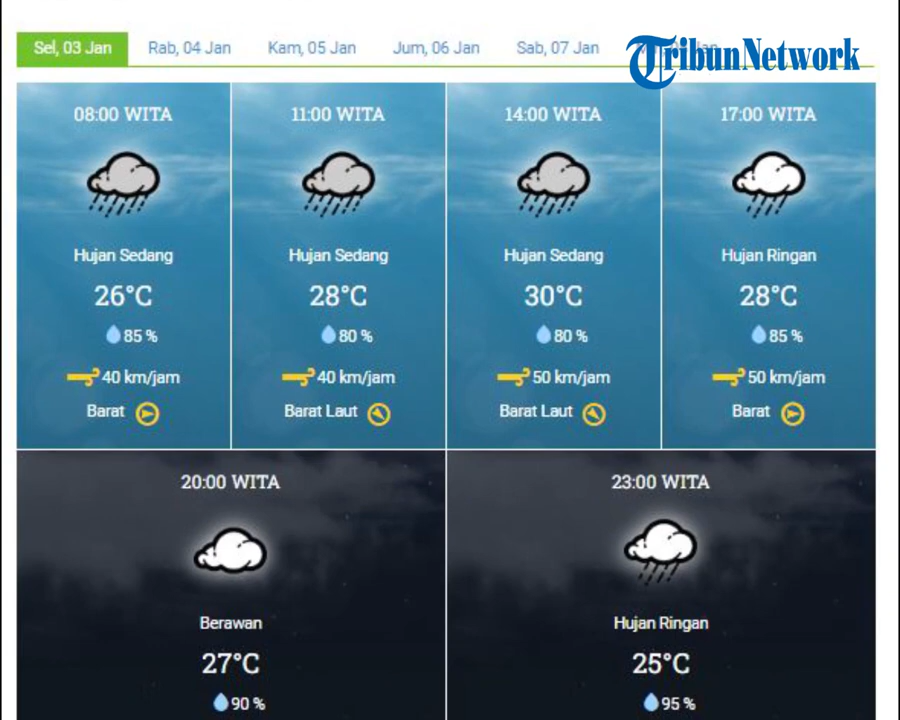 Sel, 03 Jan
Rab, 04 Jan
Kam, 05 Jan
Jum, 06 Jan
Sab, 07 Jan
TribunNetwork
08:00 WITA
Hujan Sedang
26°C
85 %
40 km/jam
Barat
11:00 WITA
Hujan Sedang
28°C
80 %
40 km/jam
Barat Laut
14:00 WITA
Hujan Sedang
30°C
80 %
50 km/jam
Barat Laut
17:00 WITA
Hujan Ringan
28°C
85 %
50 km/jam
Barat
20:00 WITA
Berawan
27°C
90 %
23:00 WITA
Hujan Ringan
25°C
95 %